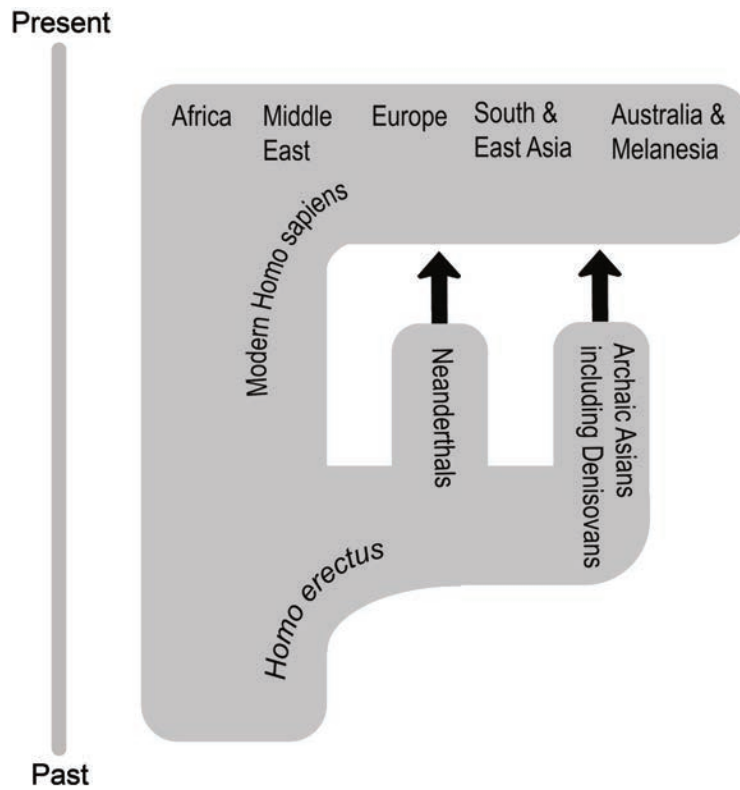 Present
Africa
Middle
East
Europe
South &
East Asia
Australia &
Melanesia
Modern Homo sapiens
Neanderthals
Archaic Asians
including Denisovans
Homo erectus
Past